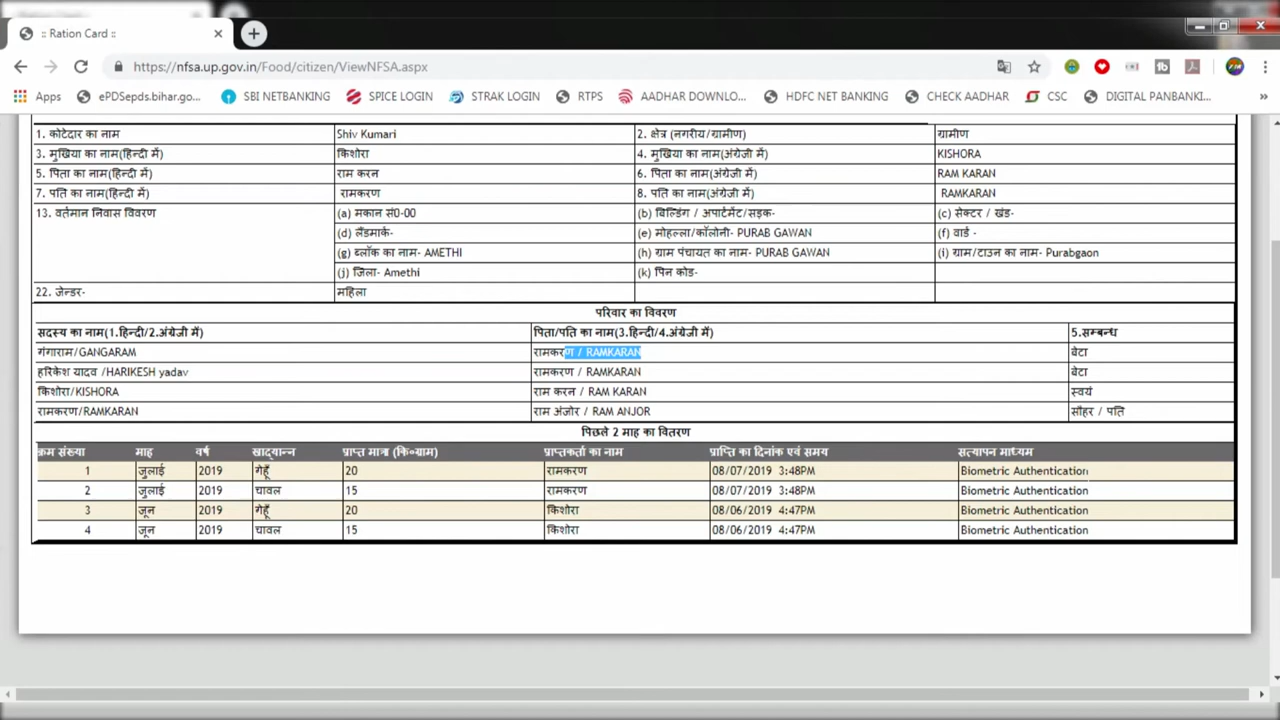 :: Ration Card ::
https://nfsa.up.gov.in/Food/citizen/ViewNFSA.aspx
Apps ePDSepds.bihar.go... SBI NETBANKING SPICE LOGIN STRAK LOGIN RTPS AADHAR DOWNLO... HDFC NET BANKING CHECK AADHAR CSC DIGITAL PANBANKI... »
1. कोटेदार का नाम Shiv Kumari 2. क्षेत्र (नगरीय/ग्रामीण) ग्रामीण
3. मुखिया का नाम(हिन्दी में) किशोरा 4. मुखिया का नाम(अंग्रेजी में) KISHORA
5. पिता का नाम(हिन्दी में) राम करन 6. पिता का नाम(अंग्रेजी में) RAM KARAN
7. पति का नाम(हिन्दी में) रामकरण 8. पति का नाम(अंग्रेजी में) RAMKARAN
13. वर्तमान निवास विवरण (a) मकान सं0-00 (b) विल्डिंग / अपार्टमेंट/सड़क- (c) सेक्टर / खंड-
(d) लैंडमार्क- (e) मोहल्ला/कॉलोनी- PURAB GAWAN (f) वार्ड -
(g) ब्लॉक का नाम- AMETHI (h) ग्राम पंचायत का नाम- PURAB GAWAN (i) ग्राम/टाउन का नाम- Purabgaon
(j) जिला- Amethi (k) पिन कोड-
22. जेन्डर- महिला
परिवार का विवरण
सदस्य का नाम(1.हिन्दी/2.अंग्रेजी में) पिता/पति का नाम(3.हिन्दी/4.अंग्रेजी में) 5.सम्बन्ध
गंगाराम/GANGARAM रामकरण / RAMKARAN बेटा
हरिकेश यादव /HARIKESH yadav रामकरण / RAMKARAN बेटा
किशोरा/KISHORA राम करन / RAM KARAN स्वयं
रामकरण/RAMKARAN राम अंजोर / RAM ANJOR सौहर / पति
पिछले 2 माह का वितरण
क्रम संख्या माह वर्ष खाद्यान्न प्राप्त मात्रा (कि०ग्राम) प्राप्तकर्ता का नाम प्राप्ति का दिनांक एवं समय सत्यापन माध्यम
1 जुलाई 2019 गेहूँ 20 रामकरण 08/07/2019 3:48PM Biometric Authentication
2 जुलाई 2019 चावल 15 रामकरण 08/07/2019 3:48PM Biometric Authentication
3 जून 2019 गेहूँ 20 किशोरा 08/06/2019 4:47PM Biometric Authentication
4 जून 2019 चावल 15 किशोरा 08/06/2019 4:47PM Biometric Authentication